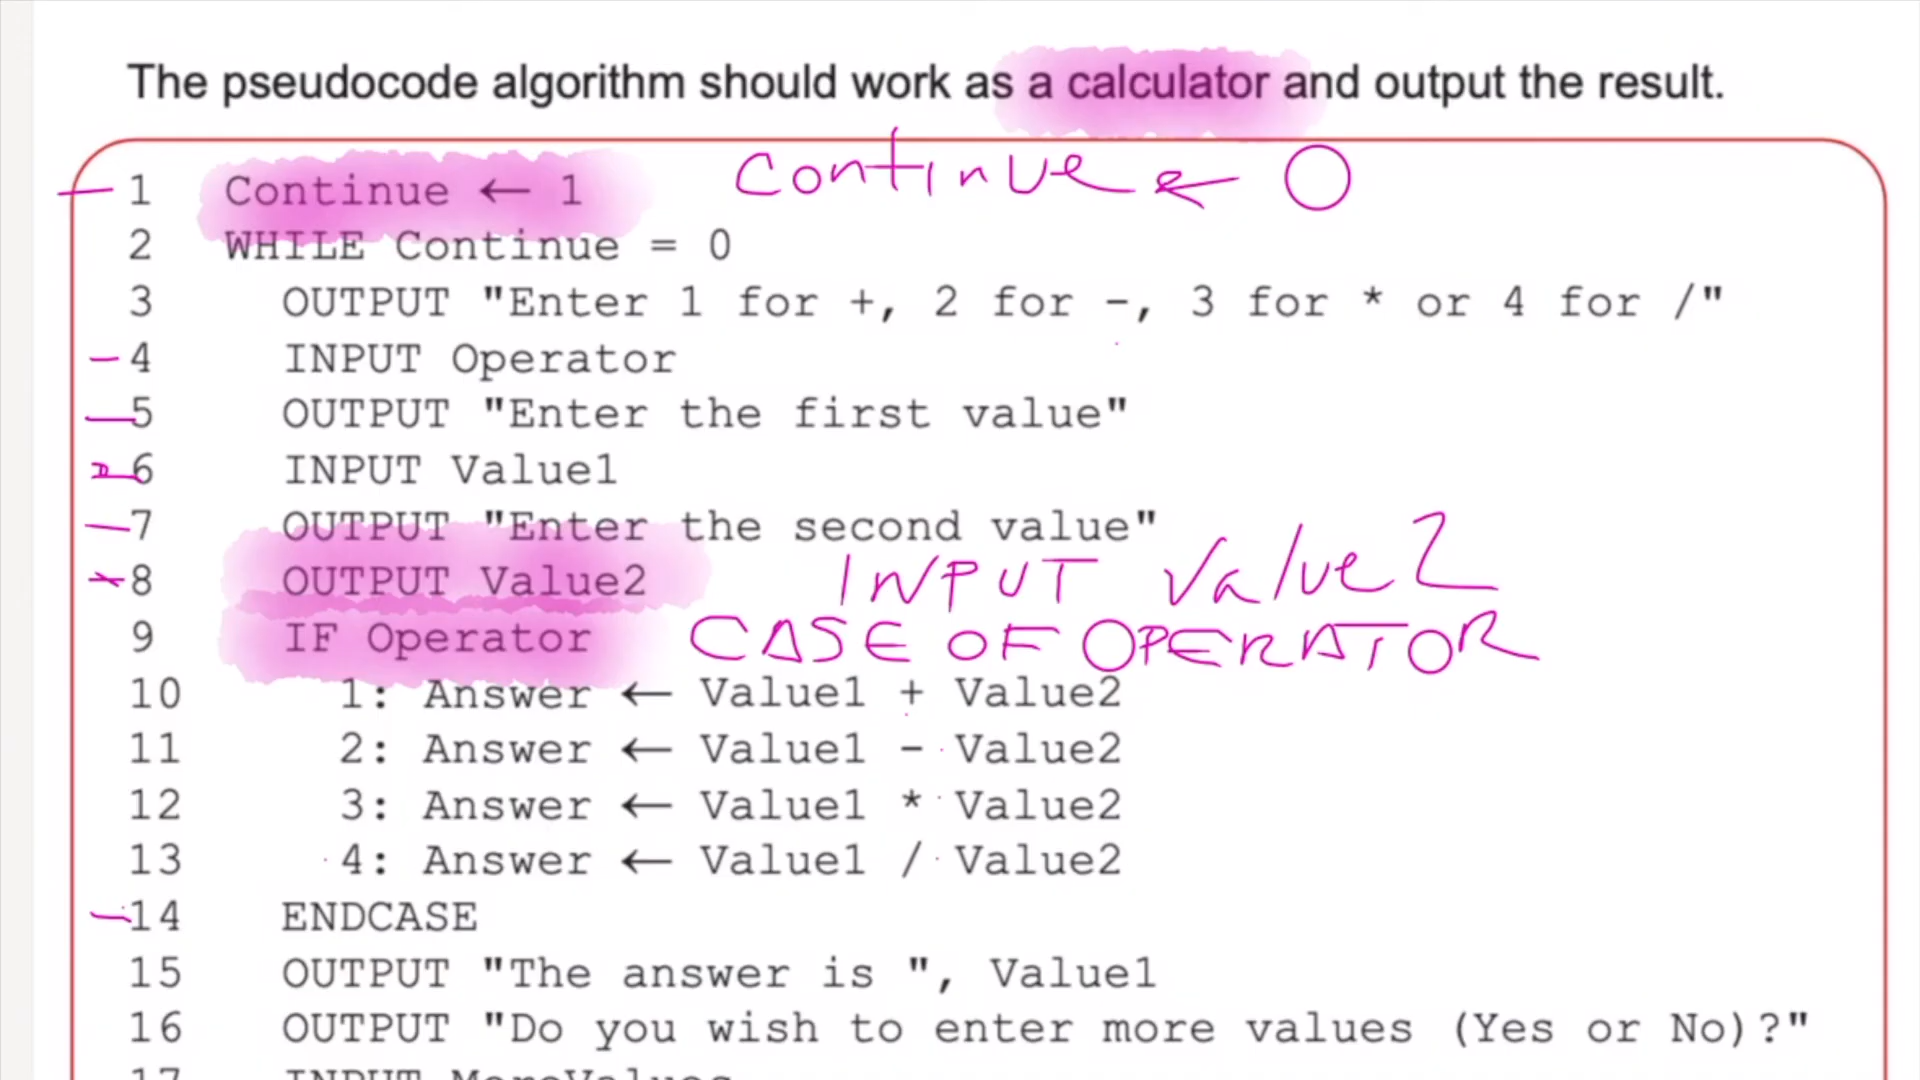 The pseudocode algorithm should work as a calculator and output the result.
1 Continue ← 1 Continue ← 0
2 WHILE Continue = 0
3 OUTPUT "Enter 1 for +, 2 for -, 3 for * or 4 for /"
4 INPUT Operator
5 OUTPUT "Enter the first value"
6 INPUT Value1
7 OUTPUT "Enter the second value"
8 OUTPUT Value2 INPUT Value2
9 IF Operator CASE OF OPERATOR
10 1: Answer ← Value1 + Value2
11 2: Answer ← Value1 - Value2
12 3: Answer ← Value1 * Value2
13 4: Answer ← Value1 / Value2
14 ENDCASE
15 OUTPUT "The answer is ", Value1
16 OUTPUT "Do you wish to enter more values (Yes or No)?"
17 INPUT MoreValues